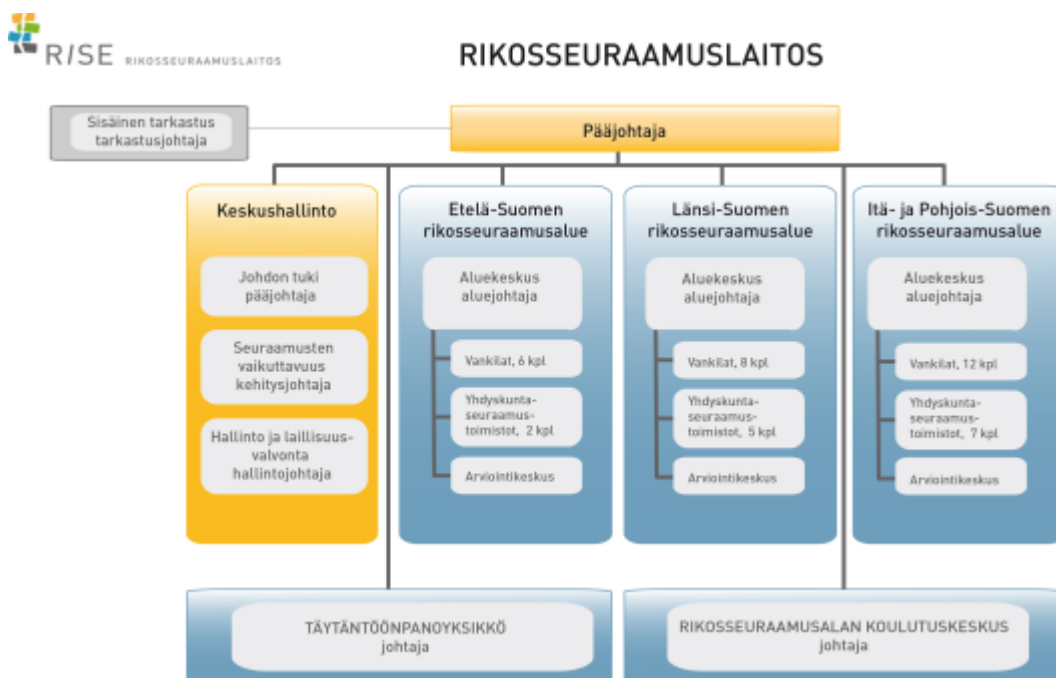 RISE RIKOSSEURAAMUSLAITOS
RIKOSSEURAAMUSLAITOS
Sisäinen tarkastus
tarkastusjohtaja
Pääjohtaja
Keskushallinto
Johdon tuki
pääjohtaja
Seuraamusten
vaikuttavuus
kehitysjohtaja
Hallinto ja laillisuus-
valvonta
hallintojohtaja
Etelä-Suomen
rikosseuraamusalue
Aluekeskus
aluejohtaja
Vankilat, 6 kpl
Yhdyskunta-
seuraamus-
toimistot, 2 kpl
Arviointikeskus
Länsi-Suomen
rikosseuraamusalue
Aluekeskus
aluejohtaja
Vankilat, 8 kpl
Yhdyskunta-
seuraamus-
toimistot, 5 kpl
Arviointikeskus
Itä- ja Pohjois-Suomen
rikosseuraamusalue
Aluekeskus
aluejohtaja
Vankilat, 12 kpl
Yhdyskunta-
seuraamus-
toimistot, 7 kpl
Arviointikeskus
TÄYTÄNTÖÖNPANOYKSIKKÖ
johtaja
RIKOSSEURAAMUSALAN KOULUTUSKESKUS
johtaja